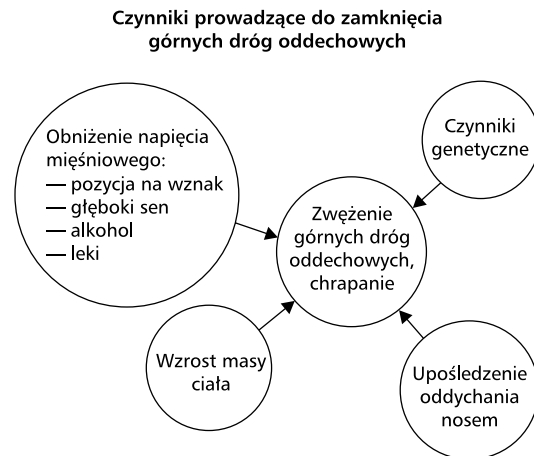 Czynniki prowadzące do zamknięcia
górnych dróg oddechowych
Obniżenie napięcia
mięśniowego:
— pozycja na wznak
— głęboki sen
— alkohol
— leki
Czynniki
genetyczne
Zwężenie
górnych dróg
oddechowych,
chrapanie
Wzrost masy
ciała
Upośledzenie
oddychania
nosem